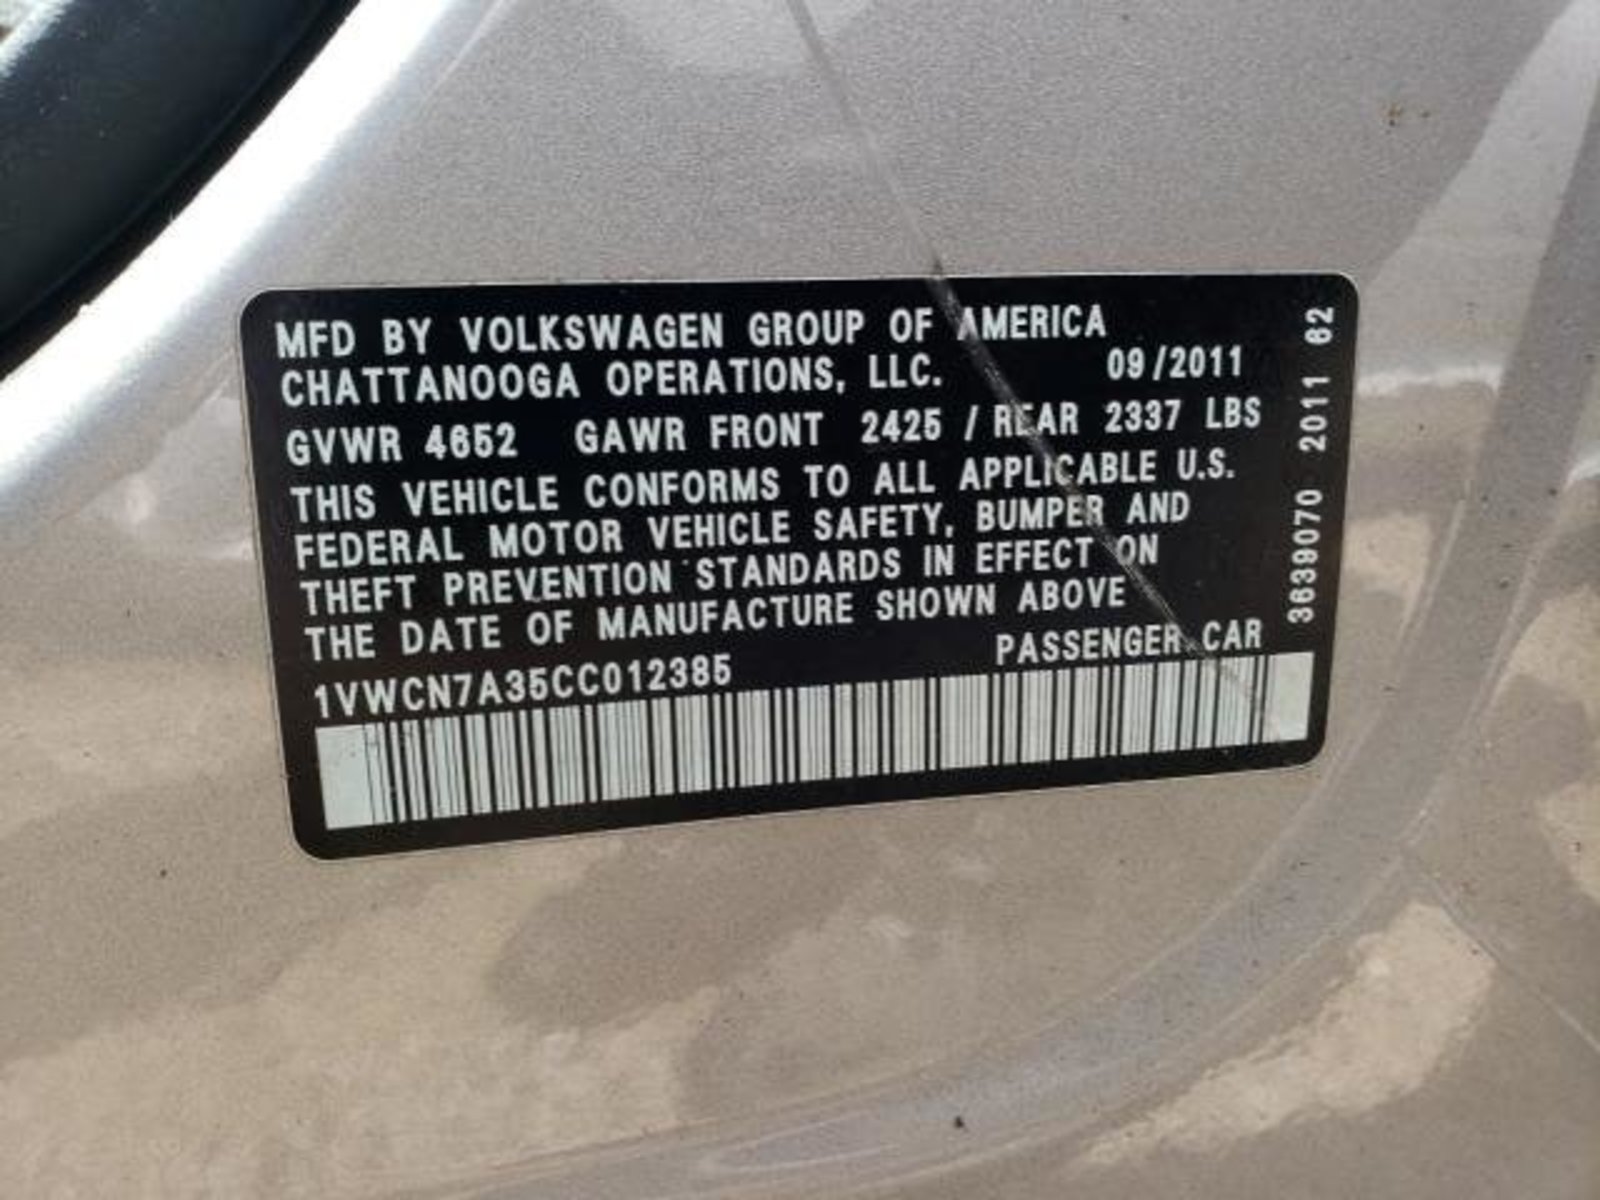 MFD BY VOLKSWAGEN GROUP OF AMERICA
CHATTANOOGA OPERATIONS, LLC. 09/2011
GVWR 4652 GAWR FRONT 2425 / REAR 2337 LBS
THIS VEHICLE CONFORMS TO ALL APPLICABLE U.S.
FEDERAL MOTOR VEHICLE SAFETY, BUMPER AND
THEFT PREVENTION STANDARDS IN EFFECT ON
THE DATE OF MANUFACTURE SHOWN ABOVE
1VWCN7A35CC012385 PASSENGER CAR
3639070 2011 62